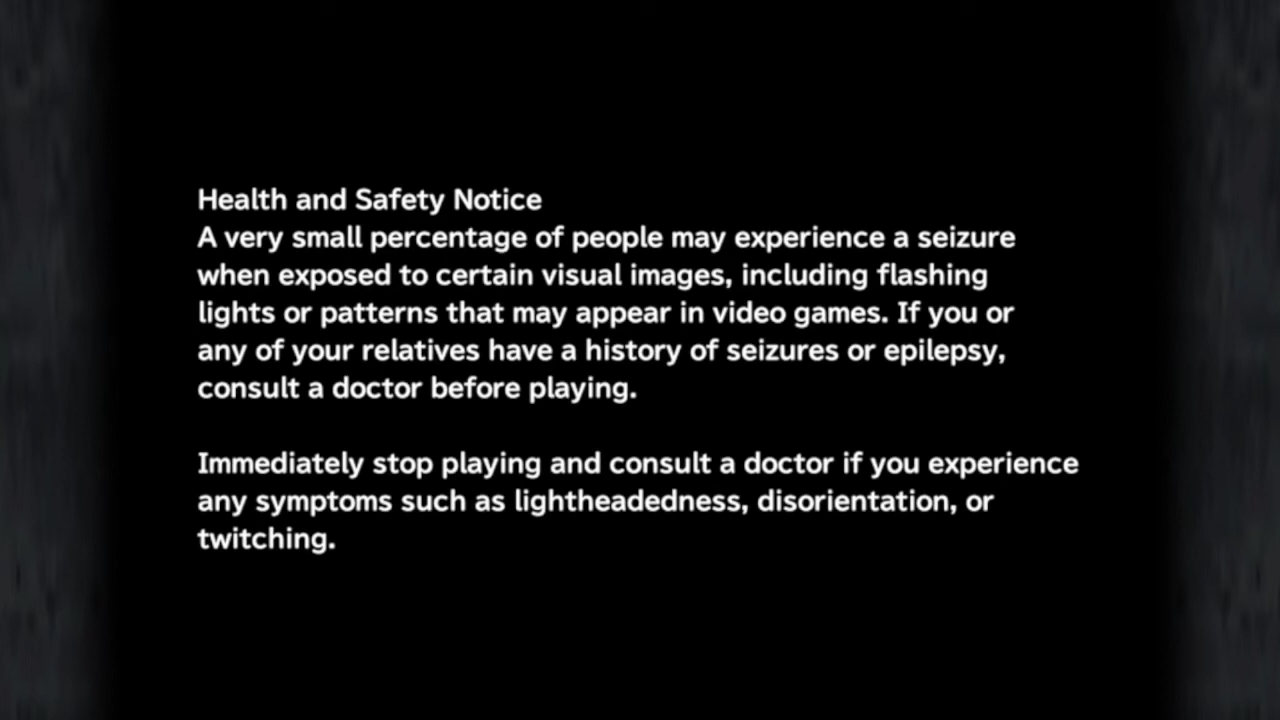 Health and Safety Notice
A very small percentage of people may experience a seizure
when exposed to certain visual images, including flashing
lights or patterns that may appear in video games. If you or
any of your relatives have a history of seizures or epilepsy,
consult a doctor before playing.
Immediately stop playing and consult a doctor if you experience
any symptoms such as lightheadedness, disorientation, or
twitching.